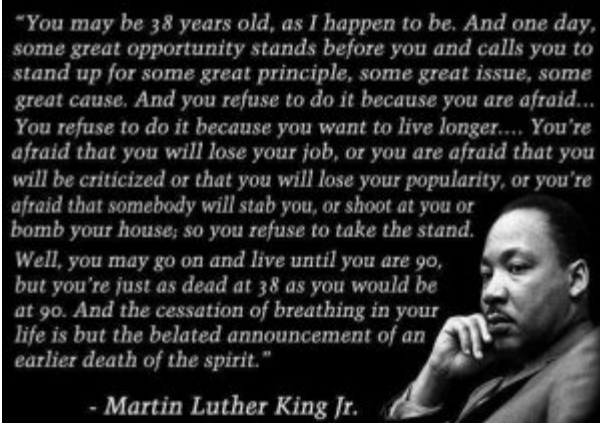 “You may be 38 years old, as I happen to be. And one day,
some great opportunity stands before you and calls you to
stand up for some great principle, some great issue, some
great cause. And you refuse to do it because you are afraid...
You refuse to do it because you want to live longer.... You're
afraid that you will lose your job, or you are afraid that you
will be criticized or that you will lose your popularity, or you're
afraid that somebody will stab you, or shoot at you or
bomb your house; so you refuse to take the stand.
Well, you may go on and live until you are 90,
but you're just as dead at 38 as you would be
at 90. And the cessation of breathing in your
life is but the belated announcement of an
earlier death of the spirit.”
- Martin Luther King Jr.